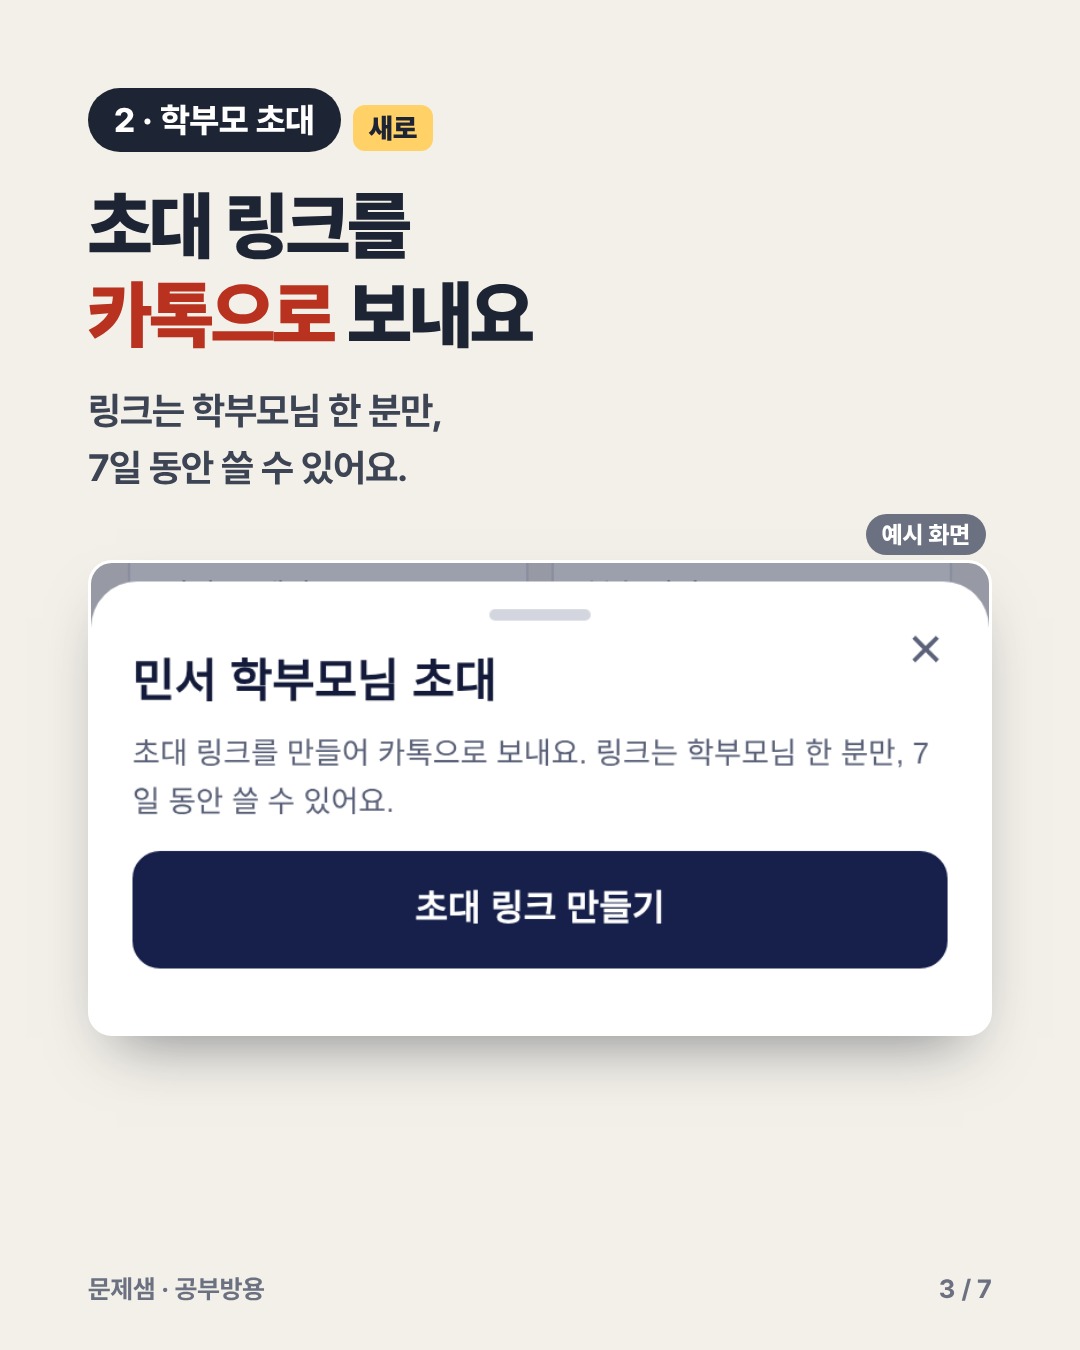 2 · 학부모 초대
새로
초대 링크를
카톡으로 보내요
링크는 학부모님 한 분만,
7일 동안 쓸 수 있어요.
예시 화면
민서 학부모님 초대
초대 링크를 만들어 카톡으로 보내요. 링크는 학부모님 한 분만, 7
일 동안 쓸 수 있어요.
초대 링크 만들기
문제샘 · 공부방용
3 / 7